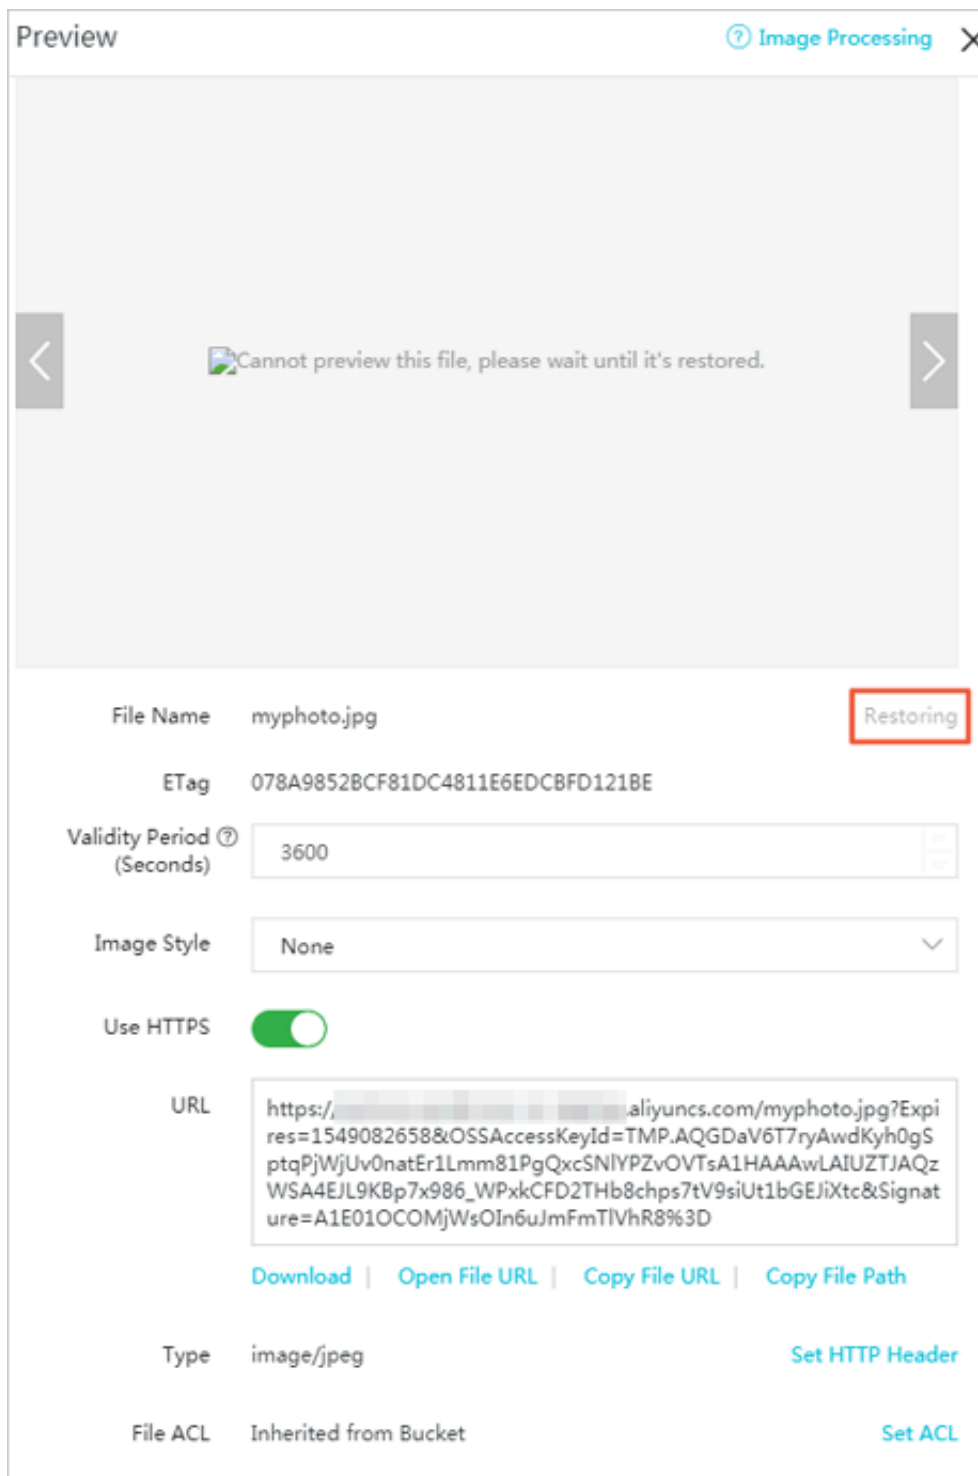 Preview
Image Processing
Cannot preview this file, please wait until it's restored.
File Name myphoto.jpg Restoring
ETag 078A9852BCF81DC4811E6EDCBFD121BE
Validity Period
(Seconds)
3600
Image Style None
Use HTTPS
URL
https:// .aliyuncs.com/myphoto.jpg?Expi
res=1549082658&OSSAccessKeyId=TMP.AQGDaV6T7ryAwdKyh0gS
ptqPjWjUv0natEr1Lmm81PgQxcSNlYPZvOVTsA1HAAAwLAIUZTJAQz
WSA4EJL9KBp7x986_WPxkCFD2THb8chps7tV9siUt1bGEJiXtc&Signat
ure=A1E01OCOMjWsOIn6uJmFmTlVhR8%3D
Download | Open File URL | Copy File URL | Copy File Path
Type image/jpeg Set HTTP Header
File ACL Inherited from Bucket Set ACL